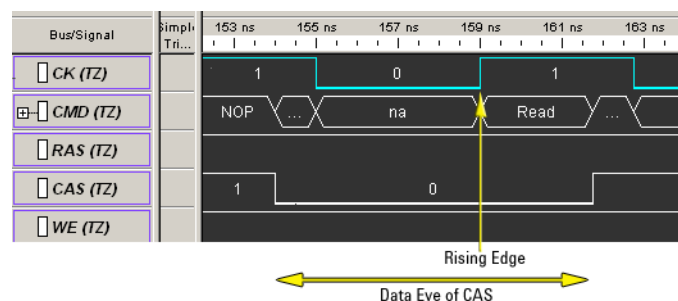 Bus/Signal Simple Tri... 153 ns 155 ns 157 ns 159 ns 161 ns 163 ns
CK (TZ) 1 0 1
CMD (TZ) NOP ... na Read ...
RAS (TZ)
CAS (TZ) 1 0
WE (TZ)
Rising Edge
Data Eye of CAS